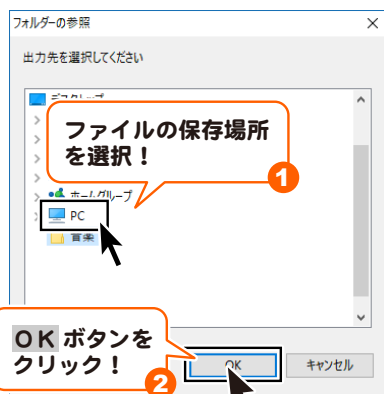 フォルダーの参照
出力先を選択してください
デスクトップ
ファイルの保存場所
を選択！
1
ホームグループ
PC
OK ボタンを
クリック！
2
OK
キャンセル